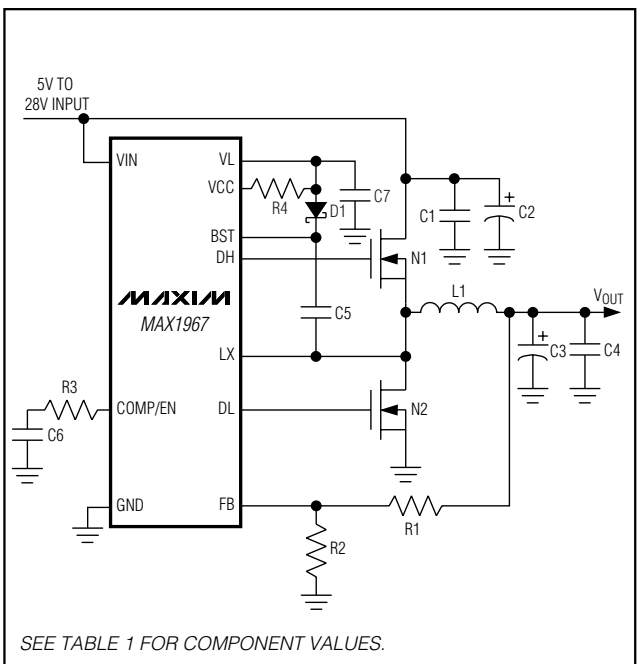 5V TO
28V INPUT
VIN
VL
VCC
R4
D1
C7
C1
+
C2
BST
DH
N1
MAXIM
MAX1967
C5
L1
VOUT
LX
+
C3
C4
R3
COMP/EN
DL
N2
C6
GND
FB
R1
R2
SEE TABLE 1 FOR COMPONENT VALUES.